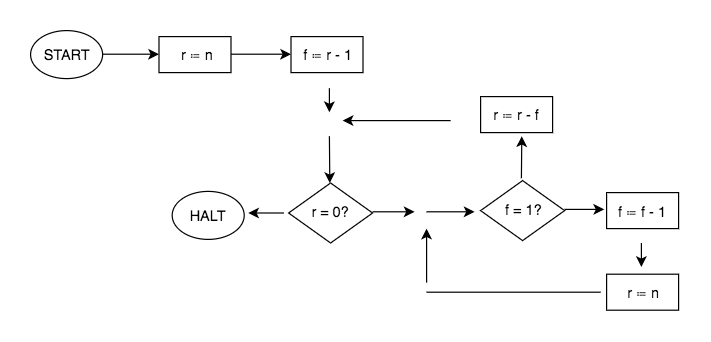 START
r := n
f := r - 1
r := r - f
HALT
r = 0?
f = 1?
f := f - 1
r := n